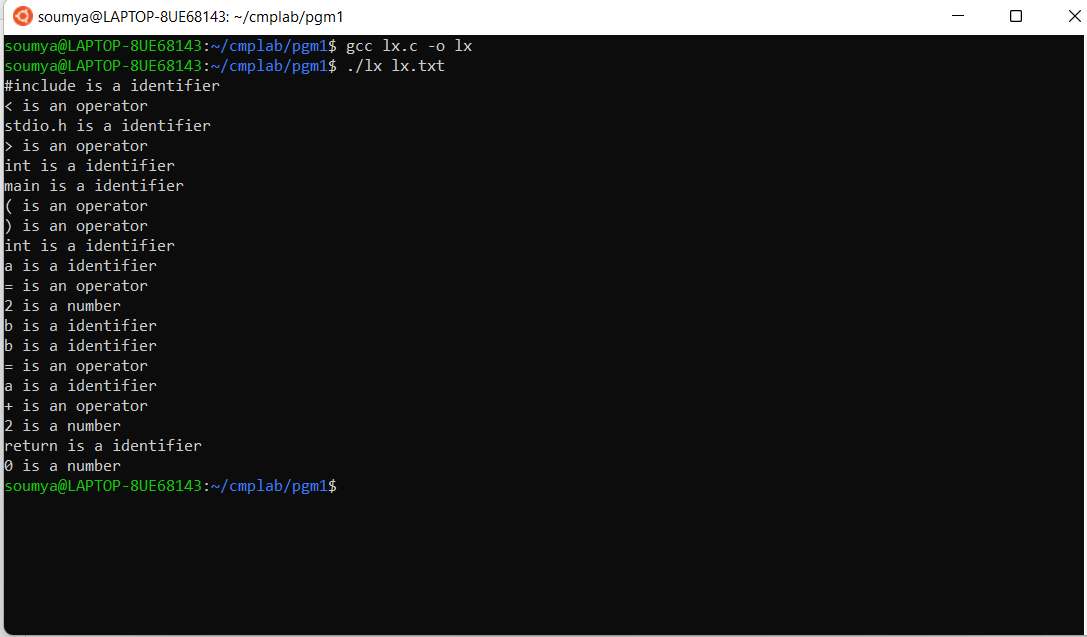 soumya@LAPTOP-8UE68143: ~/cmplab/pgm1
soumya@LAPTOP-8UE68143:~/cmplab/pgm1$ gcc lx.c -o lx
soumya@LAPTOP-8UE68143:~/cmplab/pgm1$ ./lx lx.txt
#include is a identifier
< is an operator
stdio.h is a identifier
> is an operator
int is a identifier
main is a identifier
( is an operator
) is an operator
int is a identifier
a is a identifier
= is an operator
2 is a number
b is a identifier
b is a identifier
= is an operator
a is a identifier
+ is an operator
2 is a number
return is a identifier
0 is a number
soumya@LAPTOP-8UE68143:~/cmplab/pgm1$